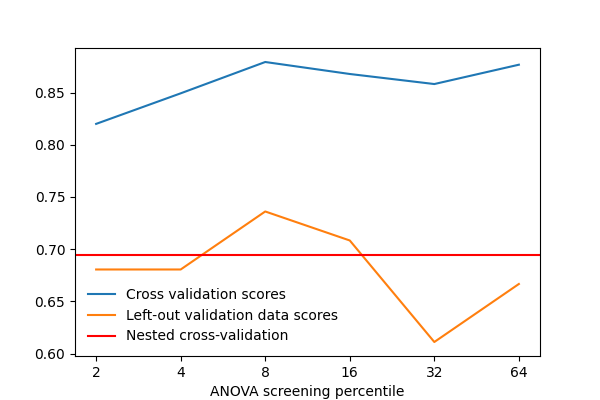 0.85
0.80
0.75
0.70
0.65
0.60
Cross validation scores
Left-out validation data scores
Nested cross-validation
2 4 8 16 32 64
ANOVA screening percentile